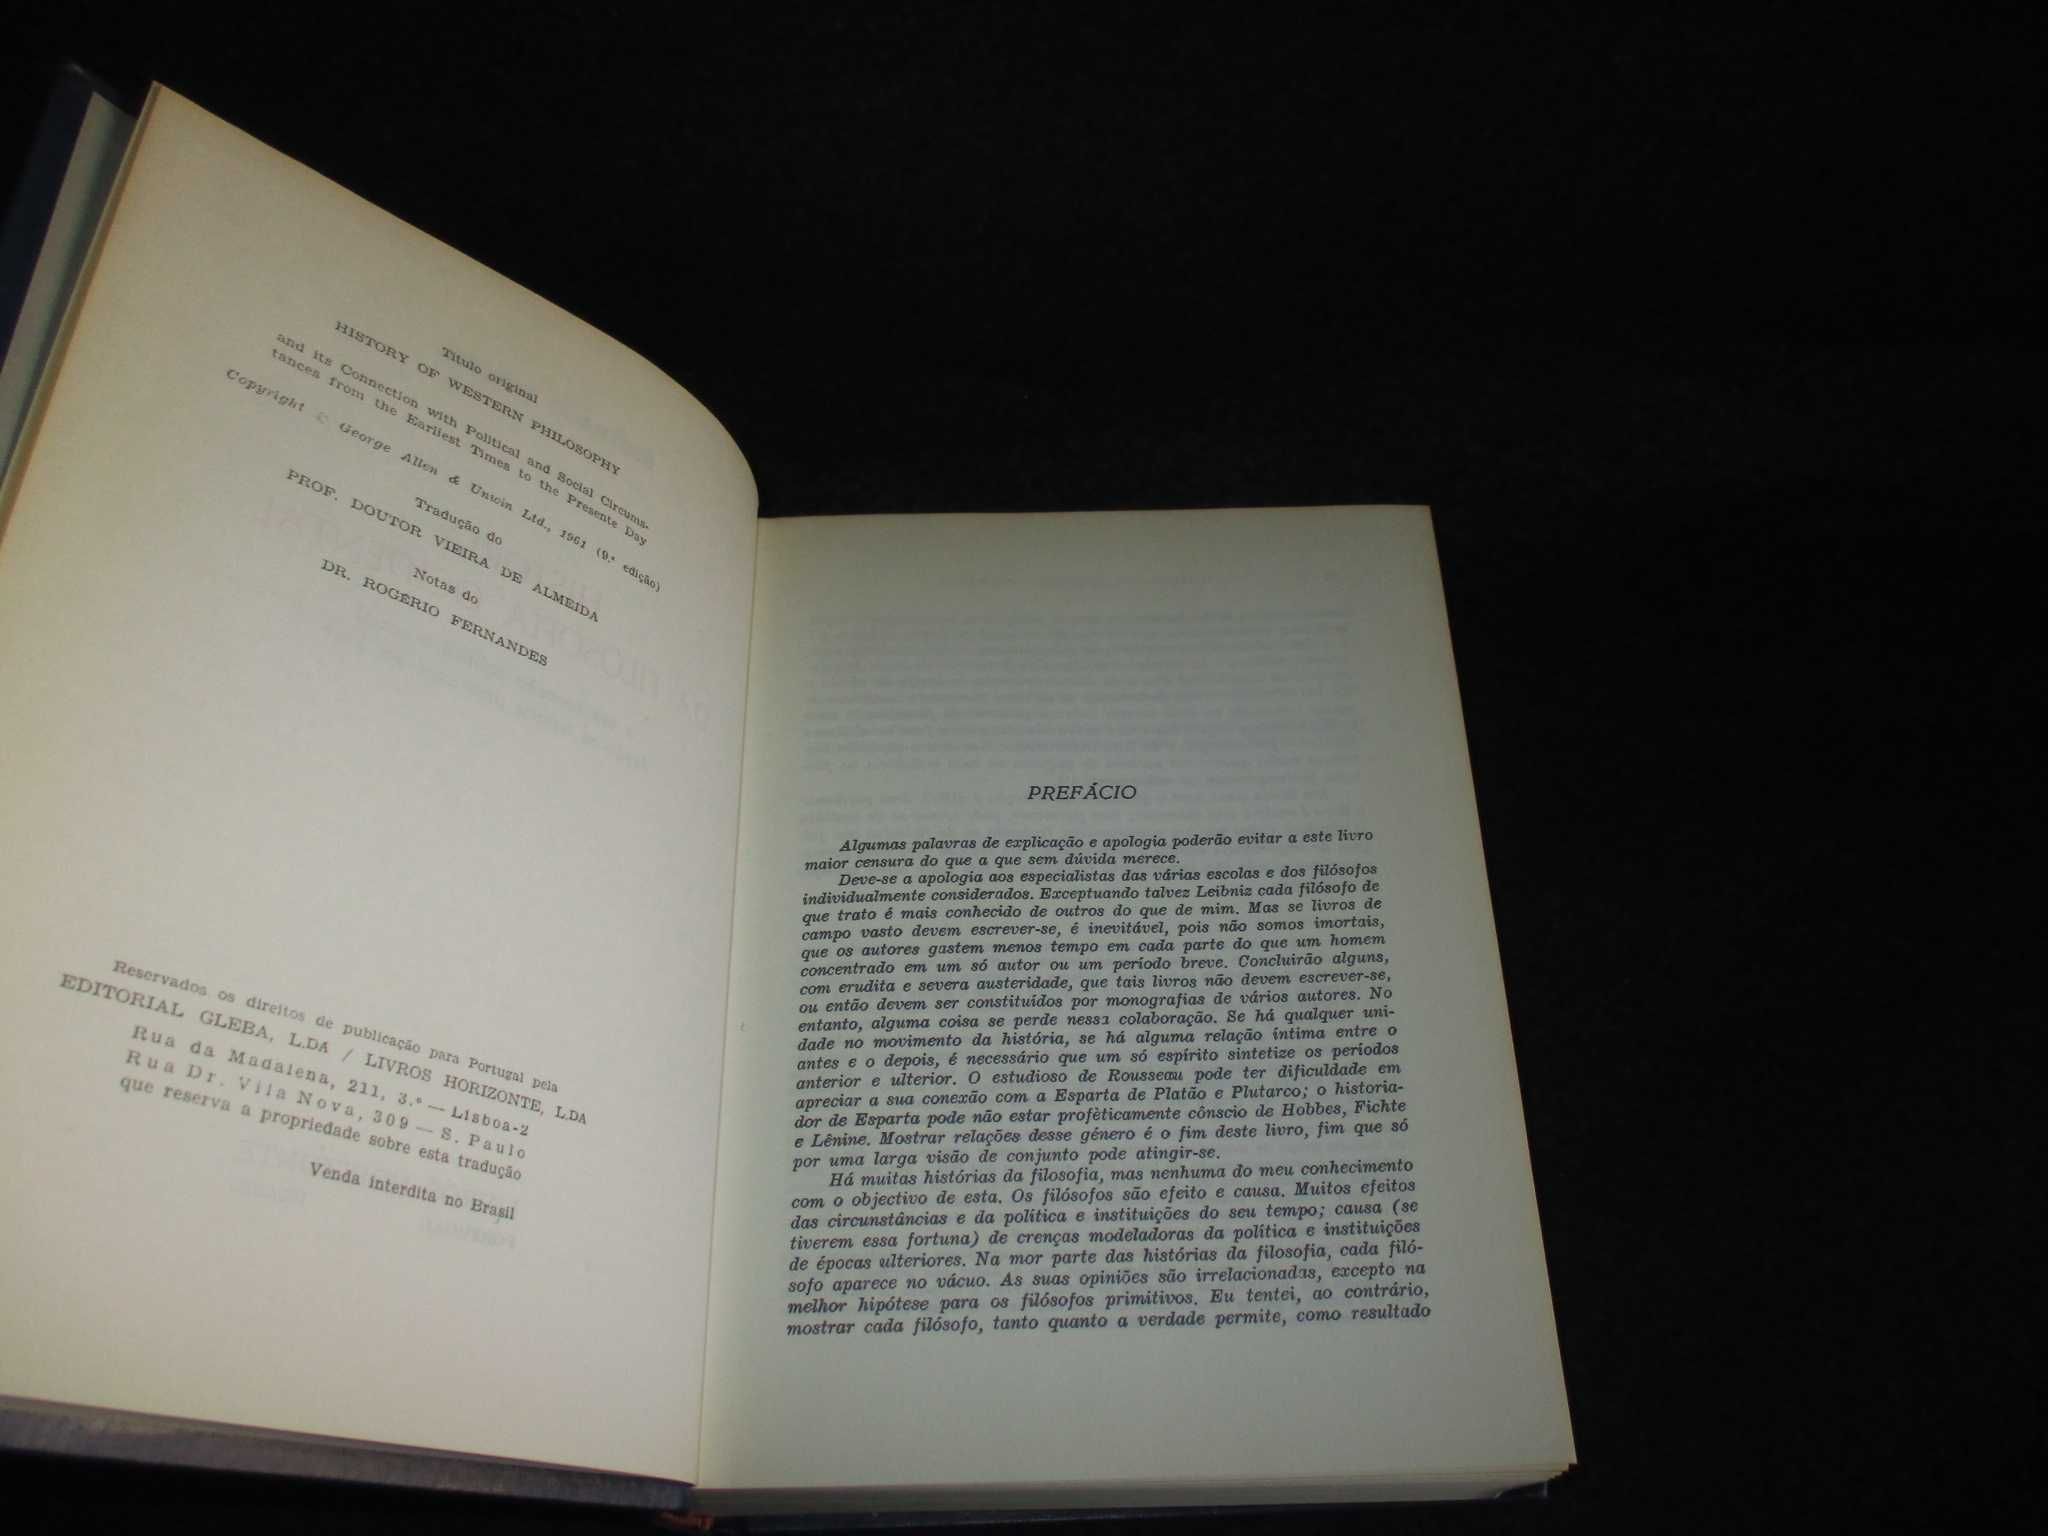 Título original
HISTORY OF WESTERN PHILOSOPHY
and its Connection with Political and Social Circums-
tances from the Earliest Times to the Presente Day
Copyright © George Allen & Unwin Ltd., 1961 (9.ª edição)
Tradução do
PROF. DOUTOR VIEIRA DE ALMEIDA
Notas do
DR. ROGÉRIO FERNANDES
Reservados os direitos de publicação para Portugal pela
EDITORIAL GLEBA, L.DA / LIVROS HORIZONTE, L.DA
Rua da Madalena, 211, 3.º — Lisboa-2
Rua Dr. Vila Nova, 309 — S. Paulo
que reserva a propriedade sobre esta tradução
Venda interdita no Brasil
PREFÁCIO
Algumas palavras de explicação e apologia poderão evitar a este livro
maior censura do que a que sem dúvida merece.
Deve-se a apologia aos especialistas das várias escolas e dos filósofos
individualmente considerados. Exceptuando talvez Leibniz cada filósofo de
que trato é mais conhecido de outros do que de mim. Mas se livros de
campo vasto devem escrever-se, é inevitável, pois não somos imortais,
que os autores gastem menos tempo em cada parte do que um homem
concentrado em um só autor ou um período breve. Concluirão alguns,
com erudita e severa austeridade, que tais livros não devem escrever-se,
ou então devem ser constituídos por monografias de vários autores. No
entanto, alguma coisa se perde nessa colaboração. Se há qualquer uni-
dade no movimento da história, se há alguma relação íntima entre o
antes e o depois, é necessário que um só espírito sintetize os períodos
anterior e ulterior. O estudioso de Rousseau pode ter dificuldade em
apreciar a sua conexão com a Esparta de Platão e Plutarco; o historia-
dor de Esparta pode não estar profèticamente cônscio de Hobbes, Fichte
e Lênine. Mostrar relações desse género é o fim deste livro, fim que só
por uma larga visão de conjunto pode atingir-se.
Há muitas histórias da filosofia, mas nenhuma do meu conhecimento
com o objectivo de esta. Os filósofos são efeito e causa. Muitos efeitos
das circunstâncias e da política e instituições do seu tempo; causa (se
tiverem essa fortuna) de crenças modeladoras da política e instituições
de épocas ulteriores. Na mor parte das histórias da filosofia, cada filó-
sofo aparece no vácuo. As suas opiniões são irrelacionadas, excepto na
melhor hipótese para os filósofos primitivos. Eu tentei, ao contrário,
mostrar cada filósofo, tanto quanto a verdade permite, como resultado